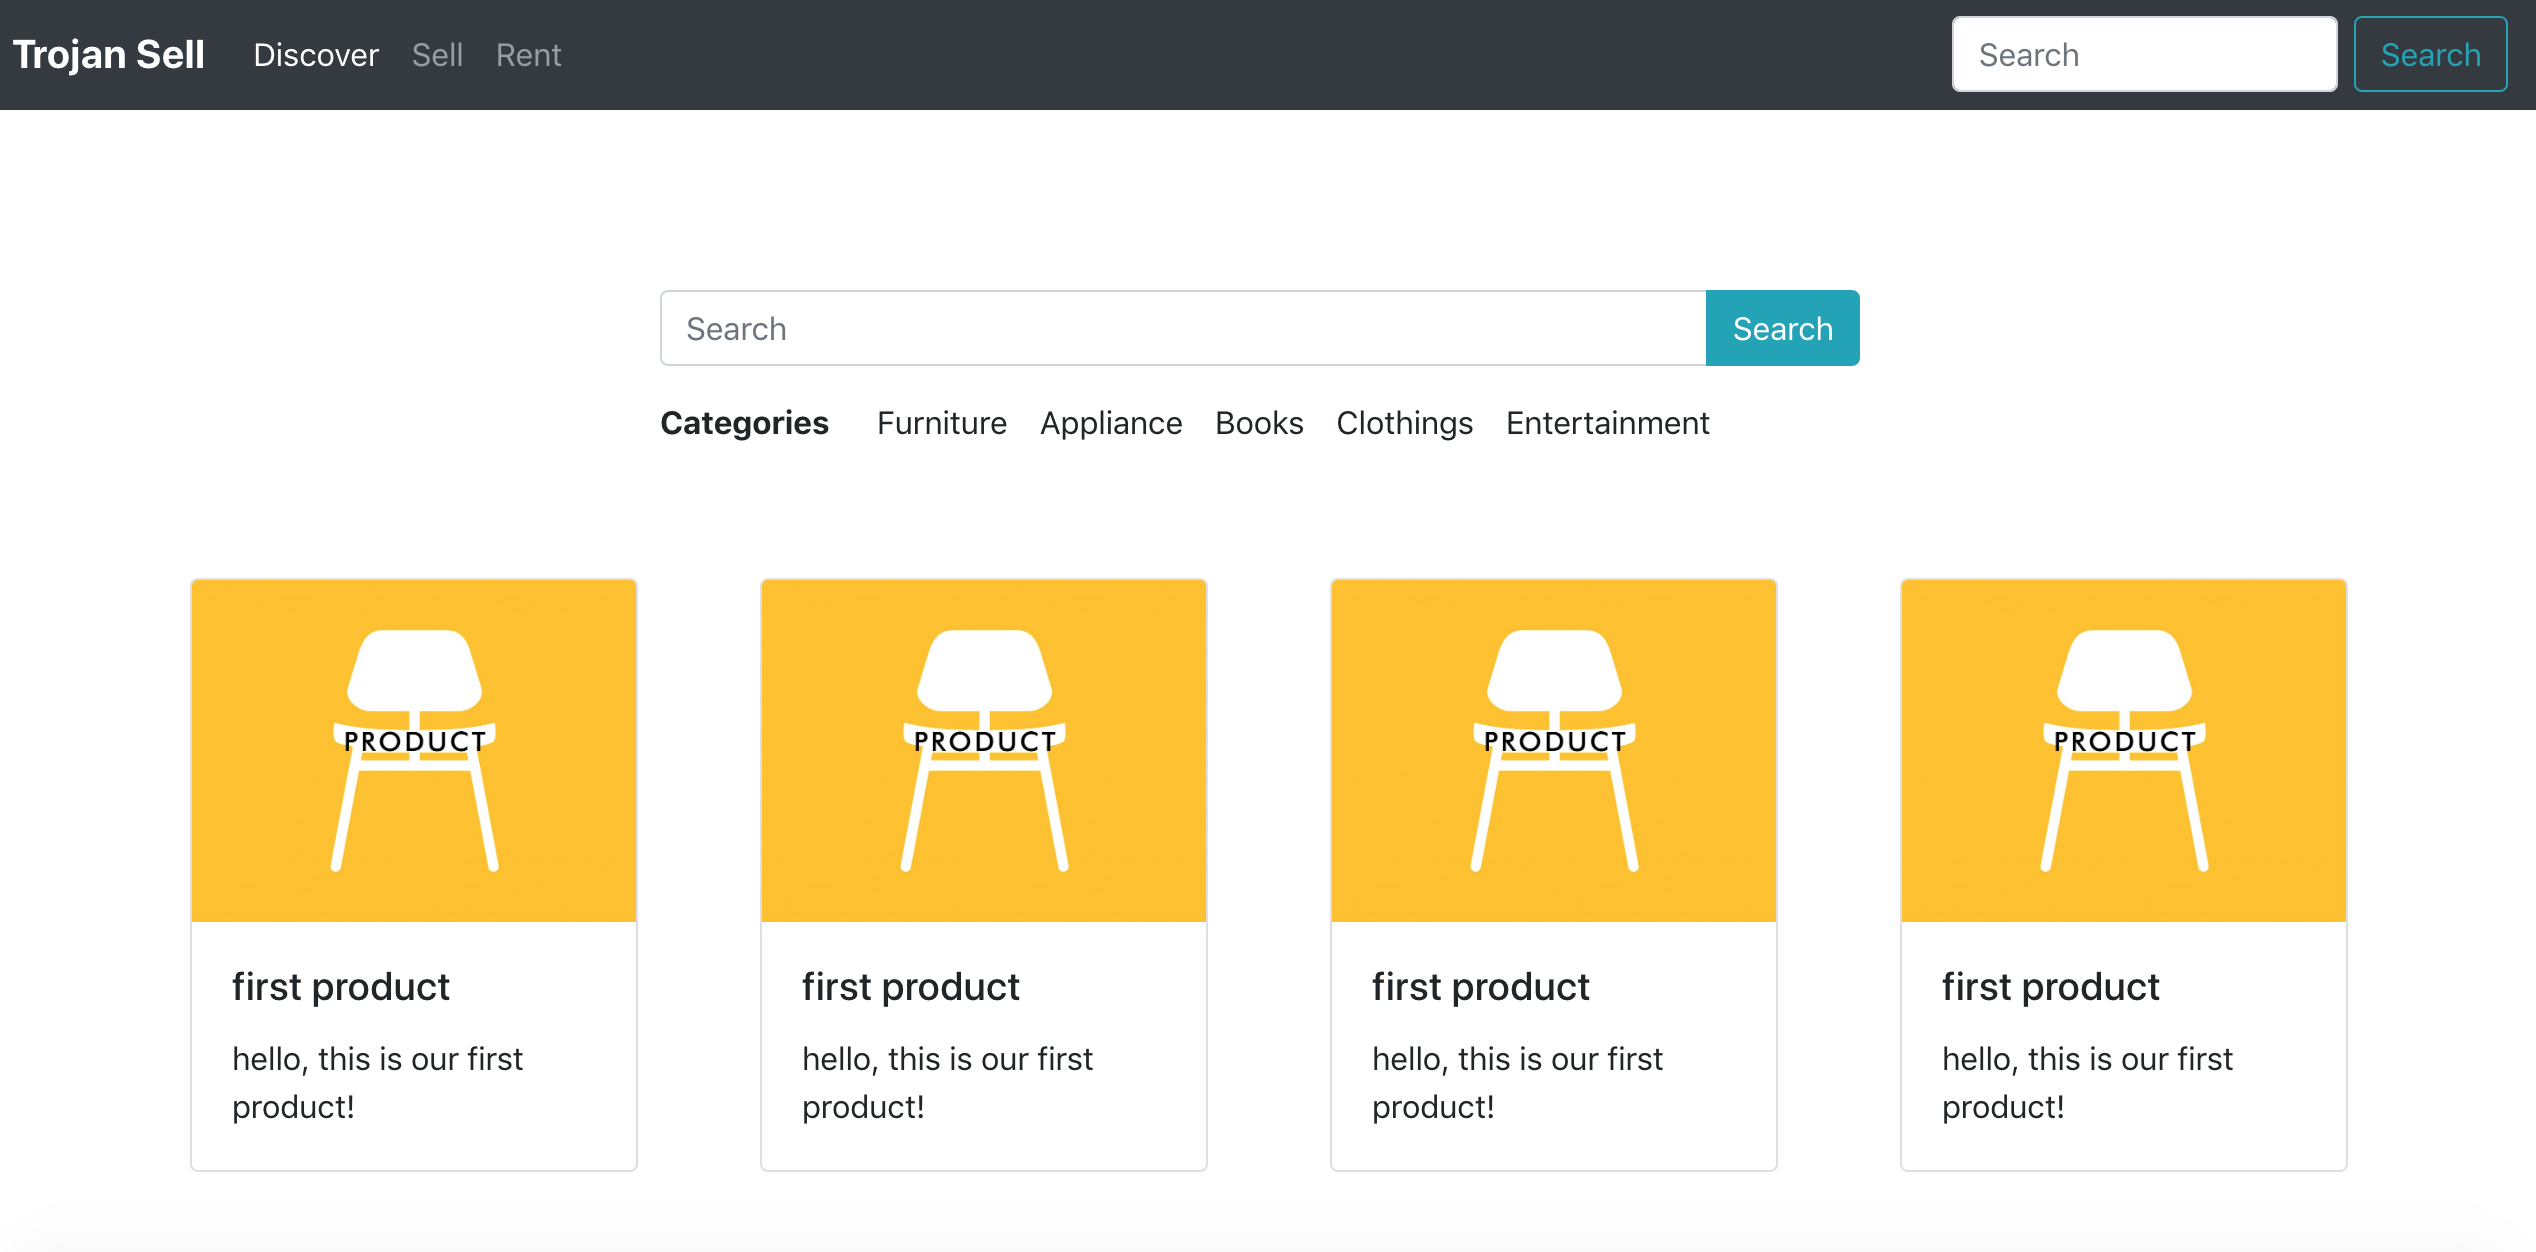 Trojan Sell Discover Sell Rent Search Search
Search Search
Categories Furniture Appliance Books Clothings Entertainment
PRODUCT PRODUCT PRODUCT PRODUCT
first product first product first product first product
hello, this is our first hello, this is our first hello, this is our first hello, this is our first
product! product! product! product!